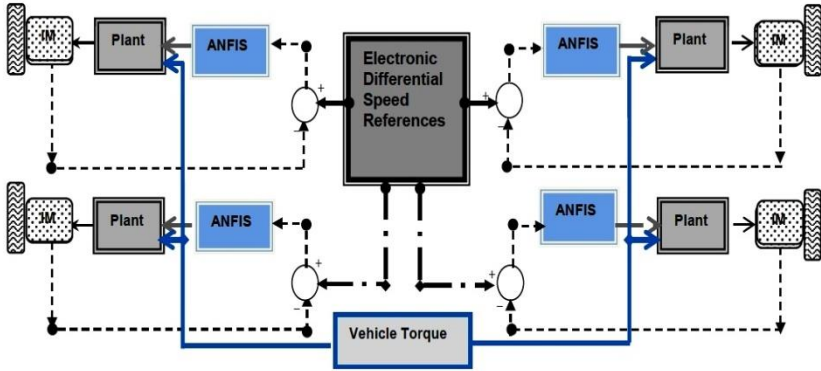 IM
Plant
ANFIS
Electronic
Differential
Speed
References
ANFIS
Plant
IM
+
−
+
−
IM
Plant
ANFIS
ANFIS
Plant
IM
+
−
+
−
Vehicle Torque